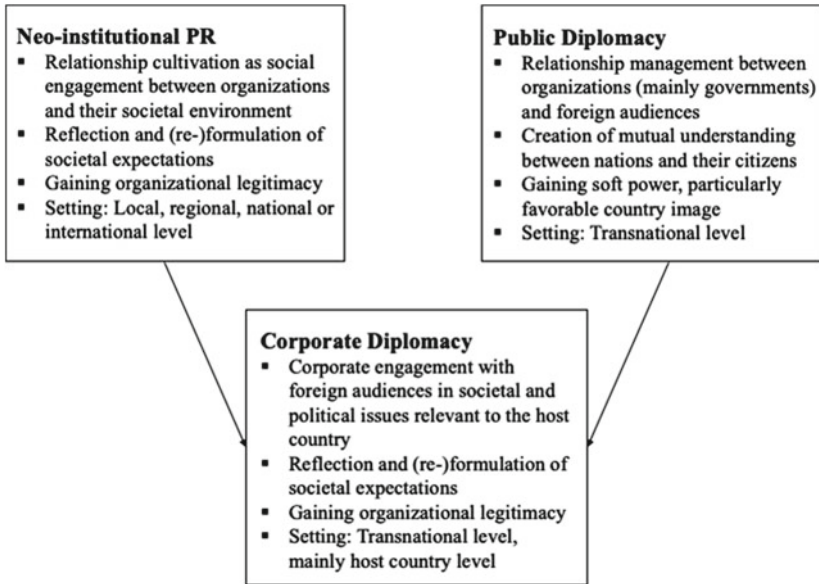 Neo-institutional PR
▪ Relationship cultivation as social
engagement between organizations
and their societal environment
▪ Reflection and (re-)formulation of
societal expectations
▪ Gaining organizational legitimacy
▪ Setting: Local, regional, national or
international level
Public Diplomacy
▪ Relationship management between
organizations (mainly governments)
and foreign audiences
▪ Creation of mutual understanding
between nations and their citizens
▪ Gaining soft power, particularly
favorable country image
▪ Setting: Transnational level
Corporate Diplomacy
▪ Corporate engagement with
foreign audiences in societal and
political issues relevant to the host
country
▪ Reflection and (re-)formulation of
societal expectations
▪ Gaining organizational legitimacy
▪ Setting: Transnational level,
mainly host country level